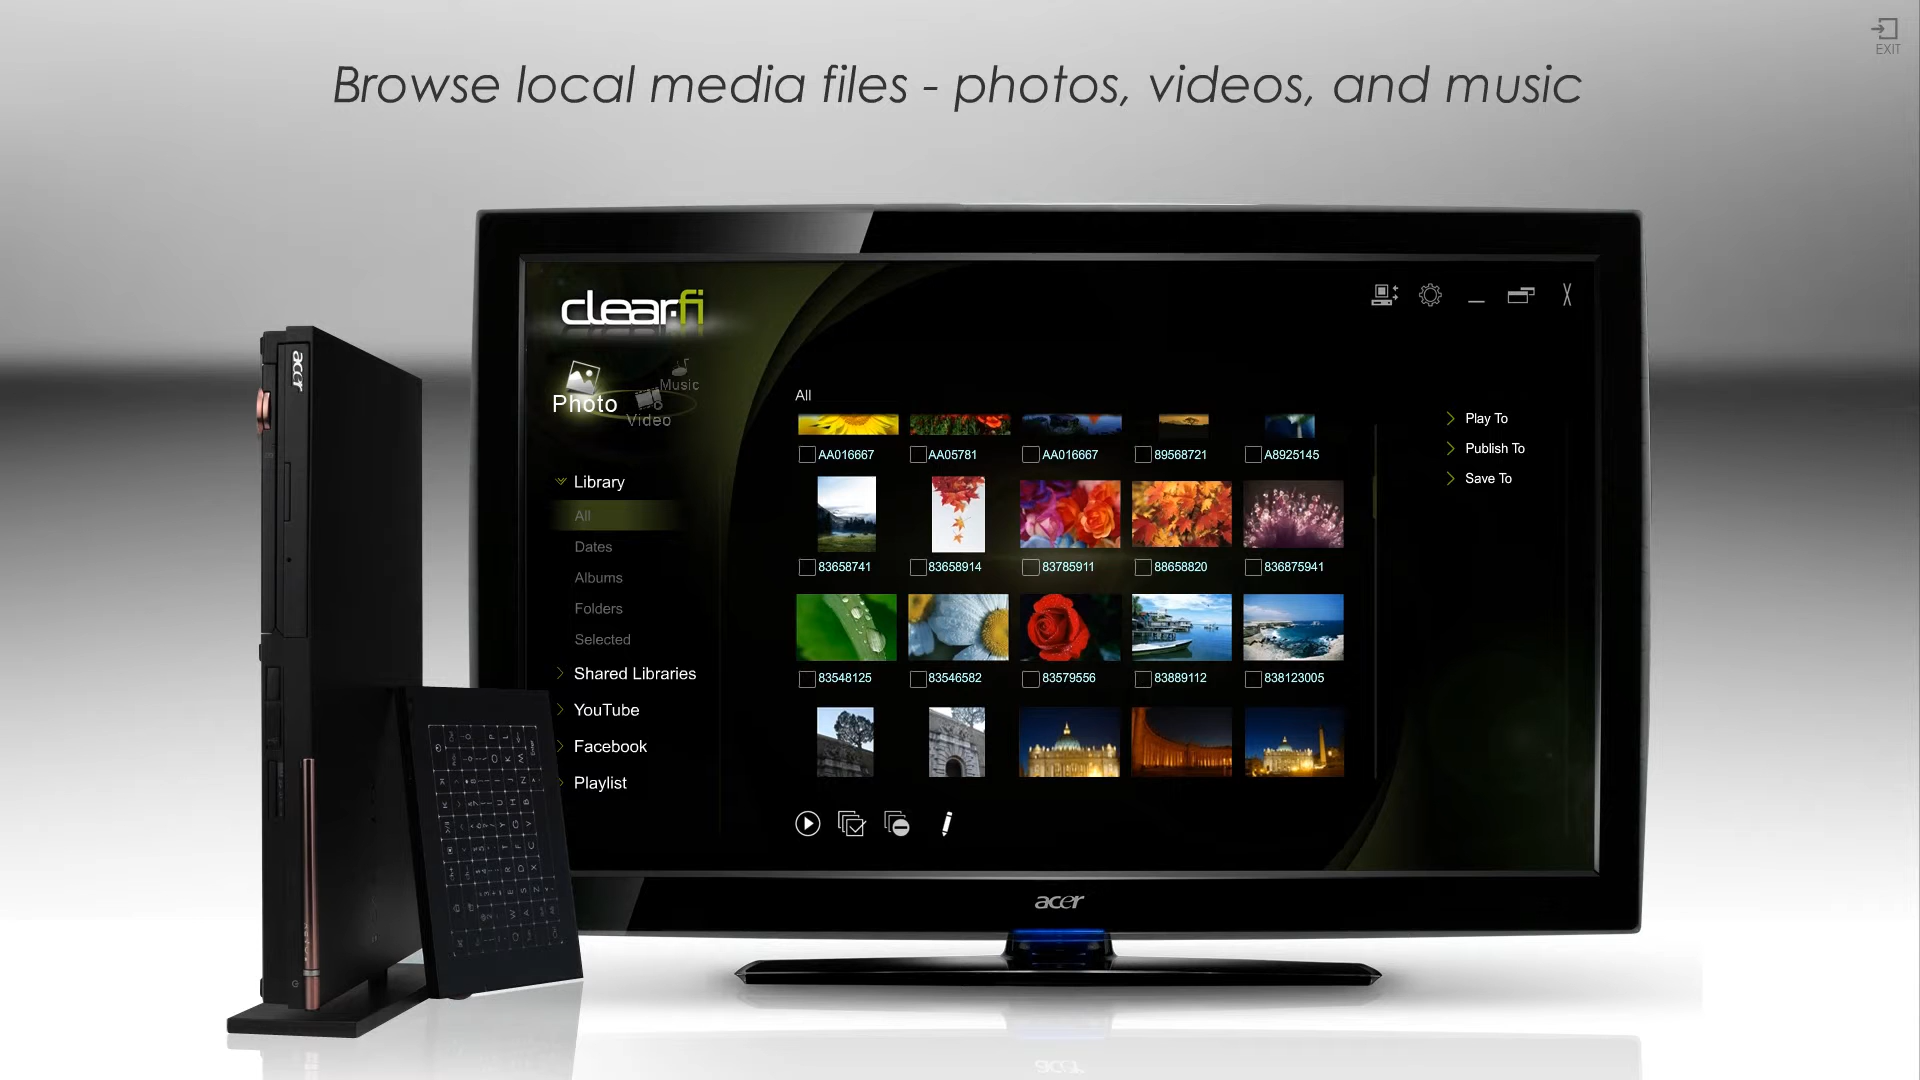 EXIT
Browse local media files - photos, videos, and music
clear.fi
Music
Photo
Video
Library
All
Dates
Albums
Folders
Selected
Shared Libraries
YouTube
Facebook
Playlist
All
AA016667 AA05781 AA016667 89568721 A8925145
83658741 83658914 83785911 88658820 836875941
83548125 83546582 83579556 83889112 838123005
Play To
Publish To
Save To
acer
acer